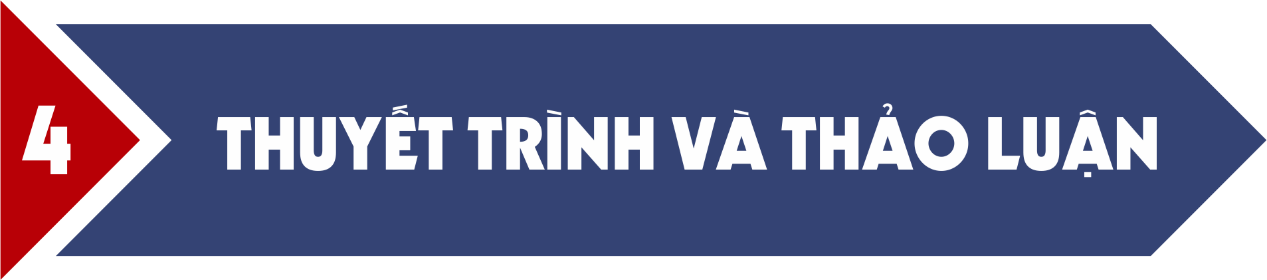 4
THUYẾT TRÌNH VÀ THẢO LUẬN